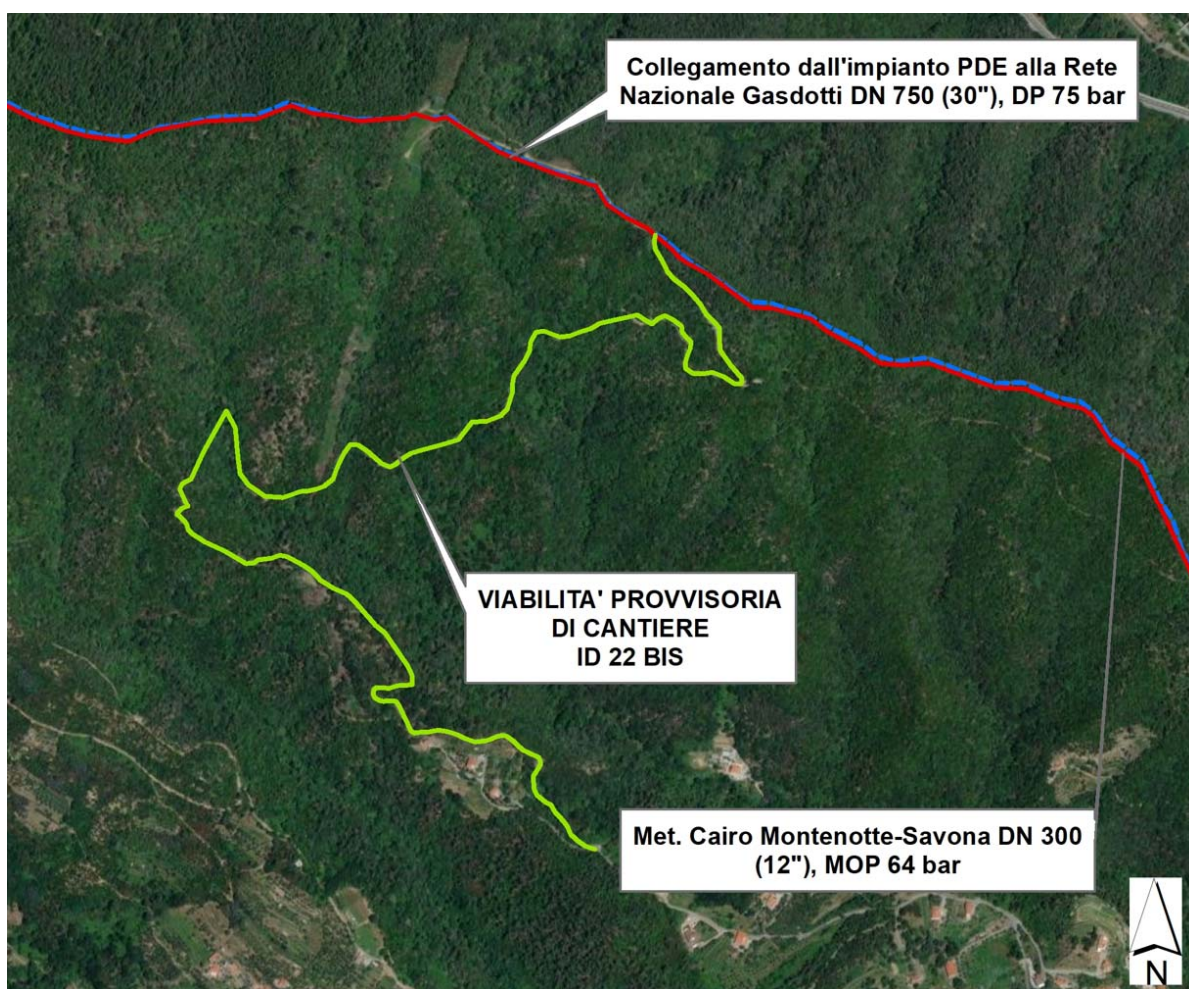 Collegamento dall'impianto PDE alla Rete
Nazionale Gasdotti DN 750 (30"), DP 75 bar
VIABILITA' PROVVISORIA
DI CANTIERE
ID 22 BIS
Met. Cairo Montenotte-Savona DN 300
(12"), MOP 64 bar
N